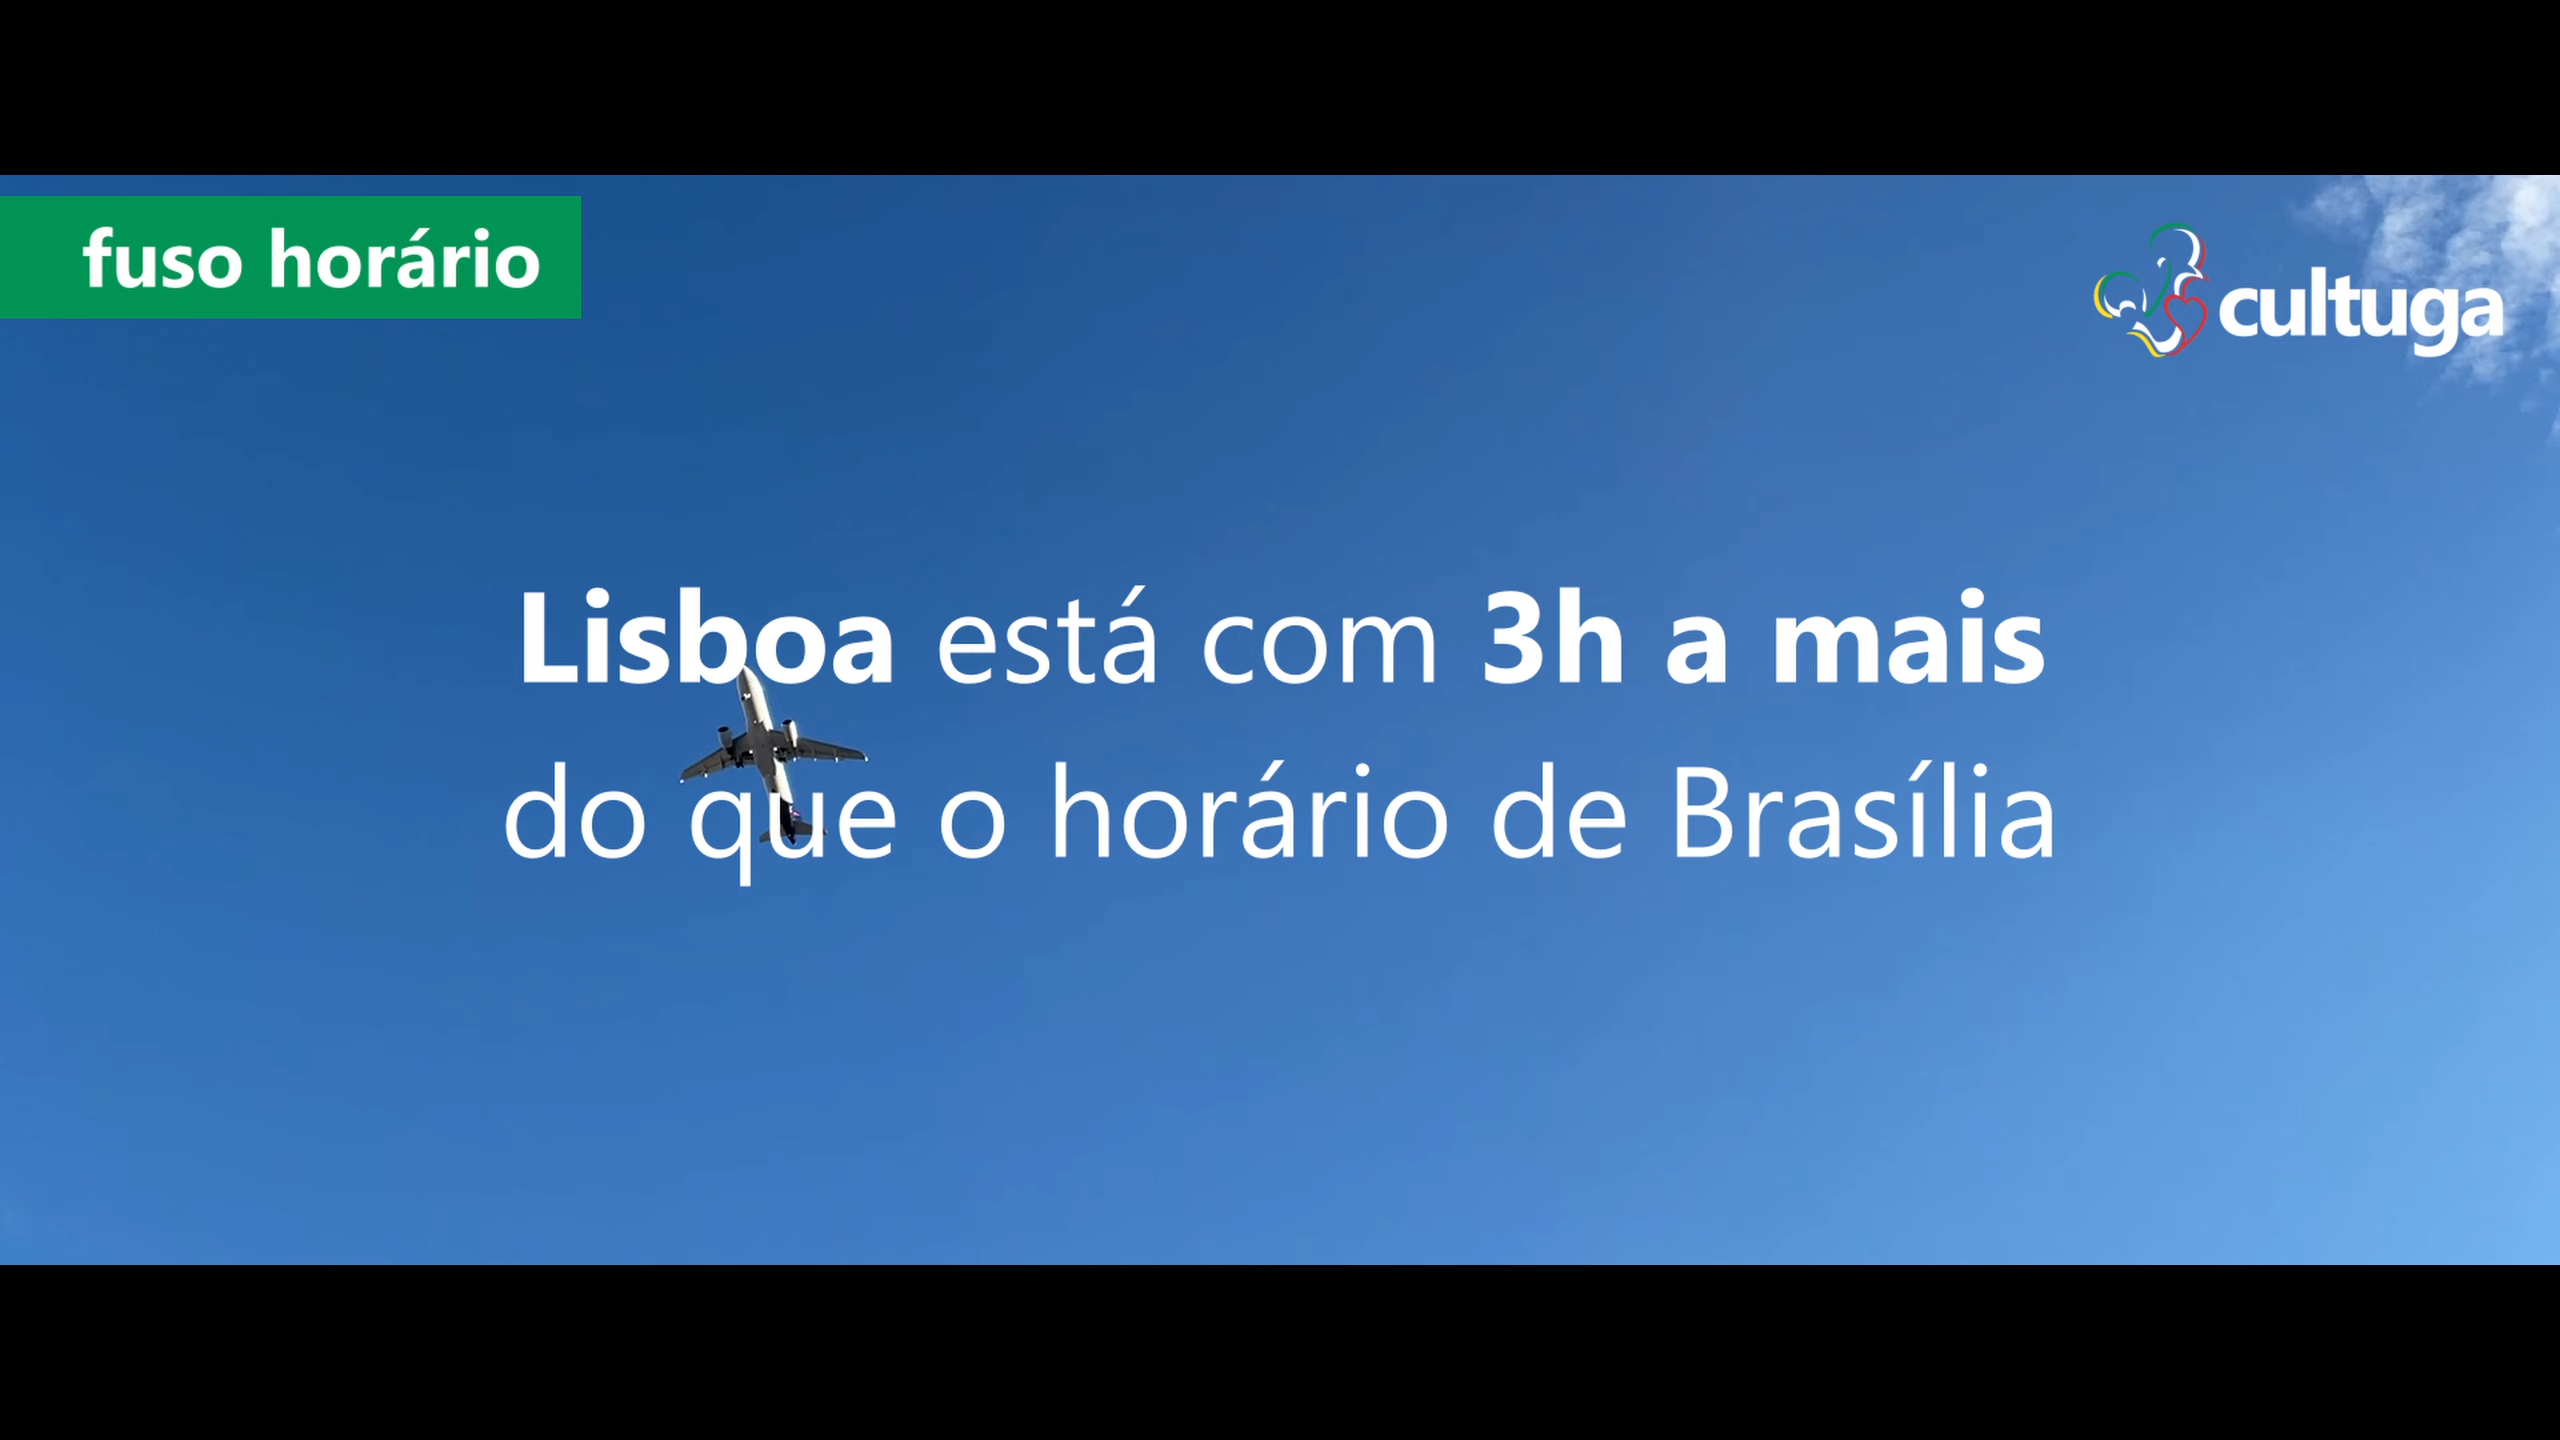 fuso horário
cultuga
Lisboa está com 3h a mais
do que o horário de Brasília